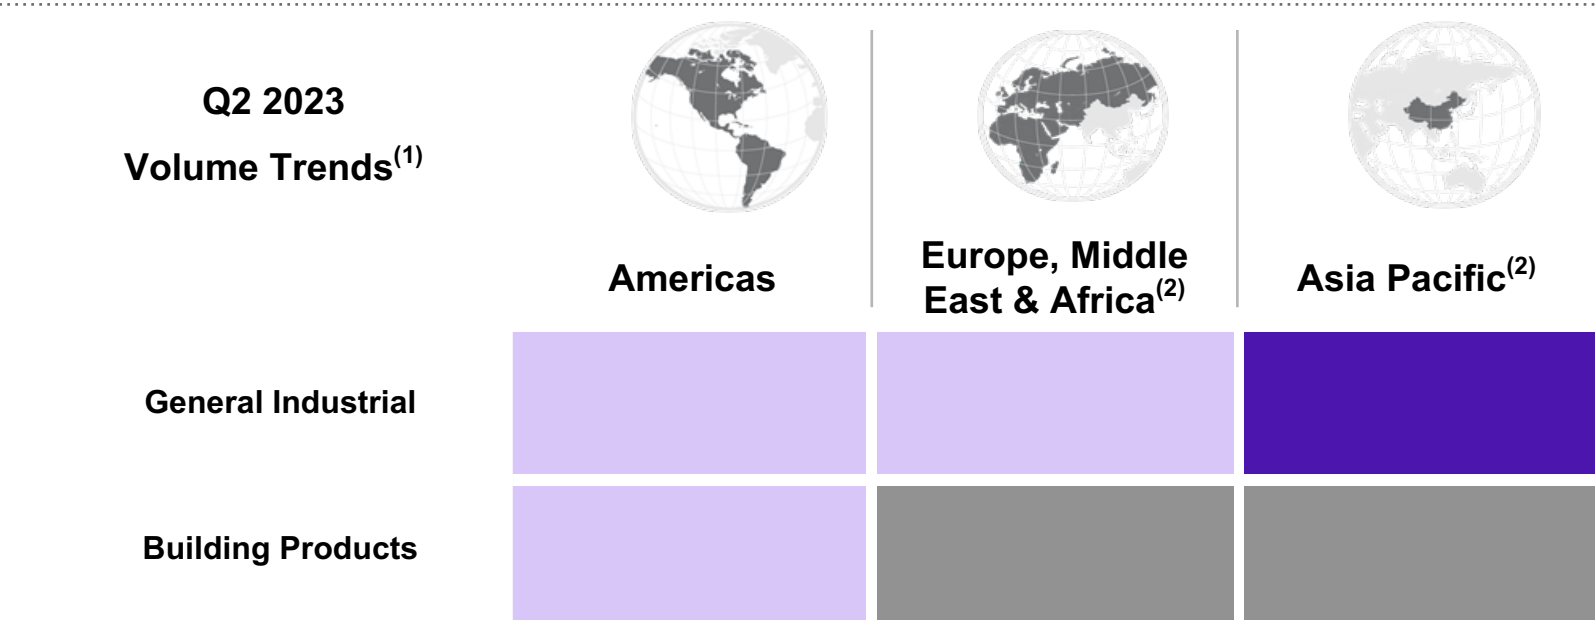 Q2 2023
Volume Trends(1)
Americas
Europe, Middle
East & Africa(2)
Asia Pacific(2)
General Industrial
Building Products